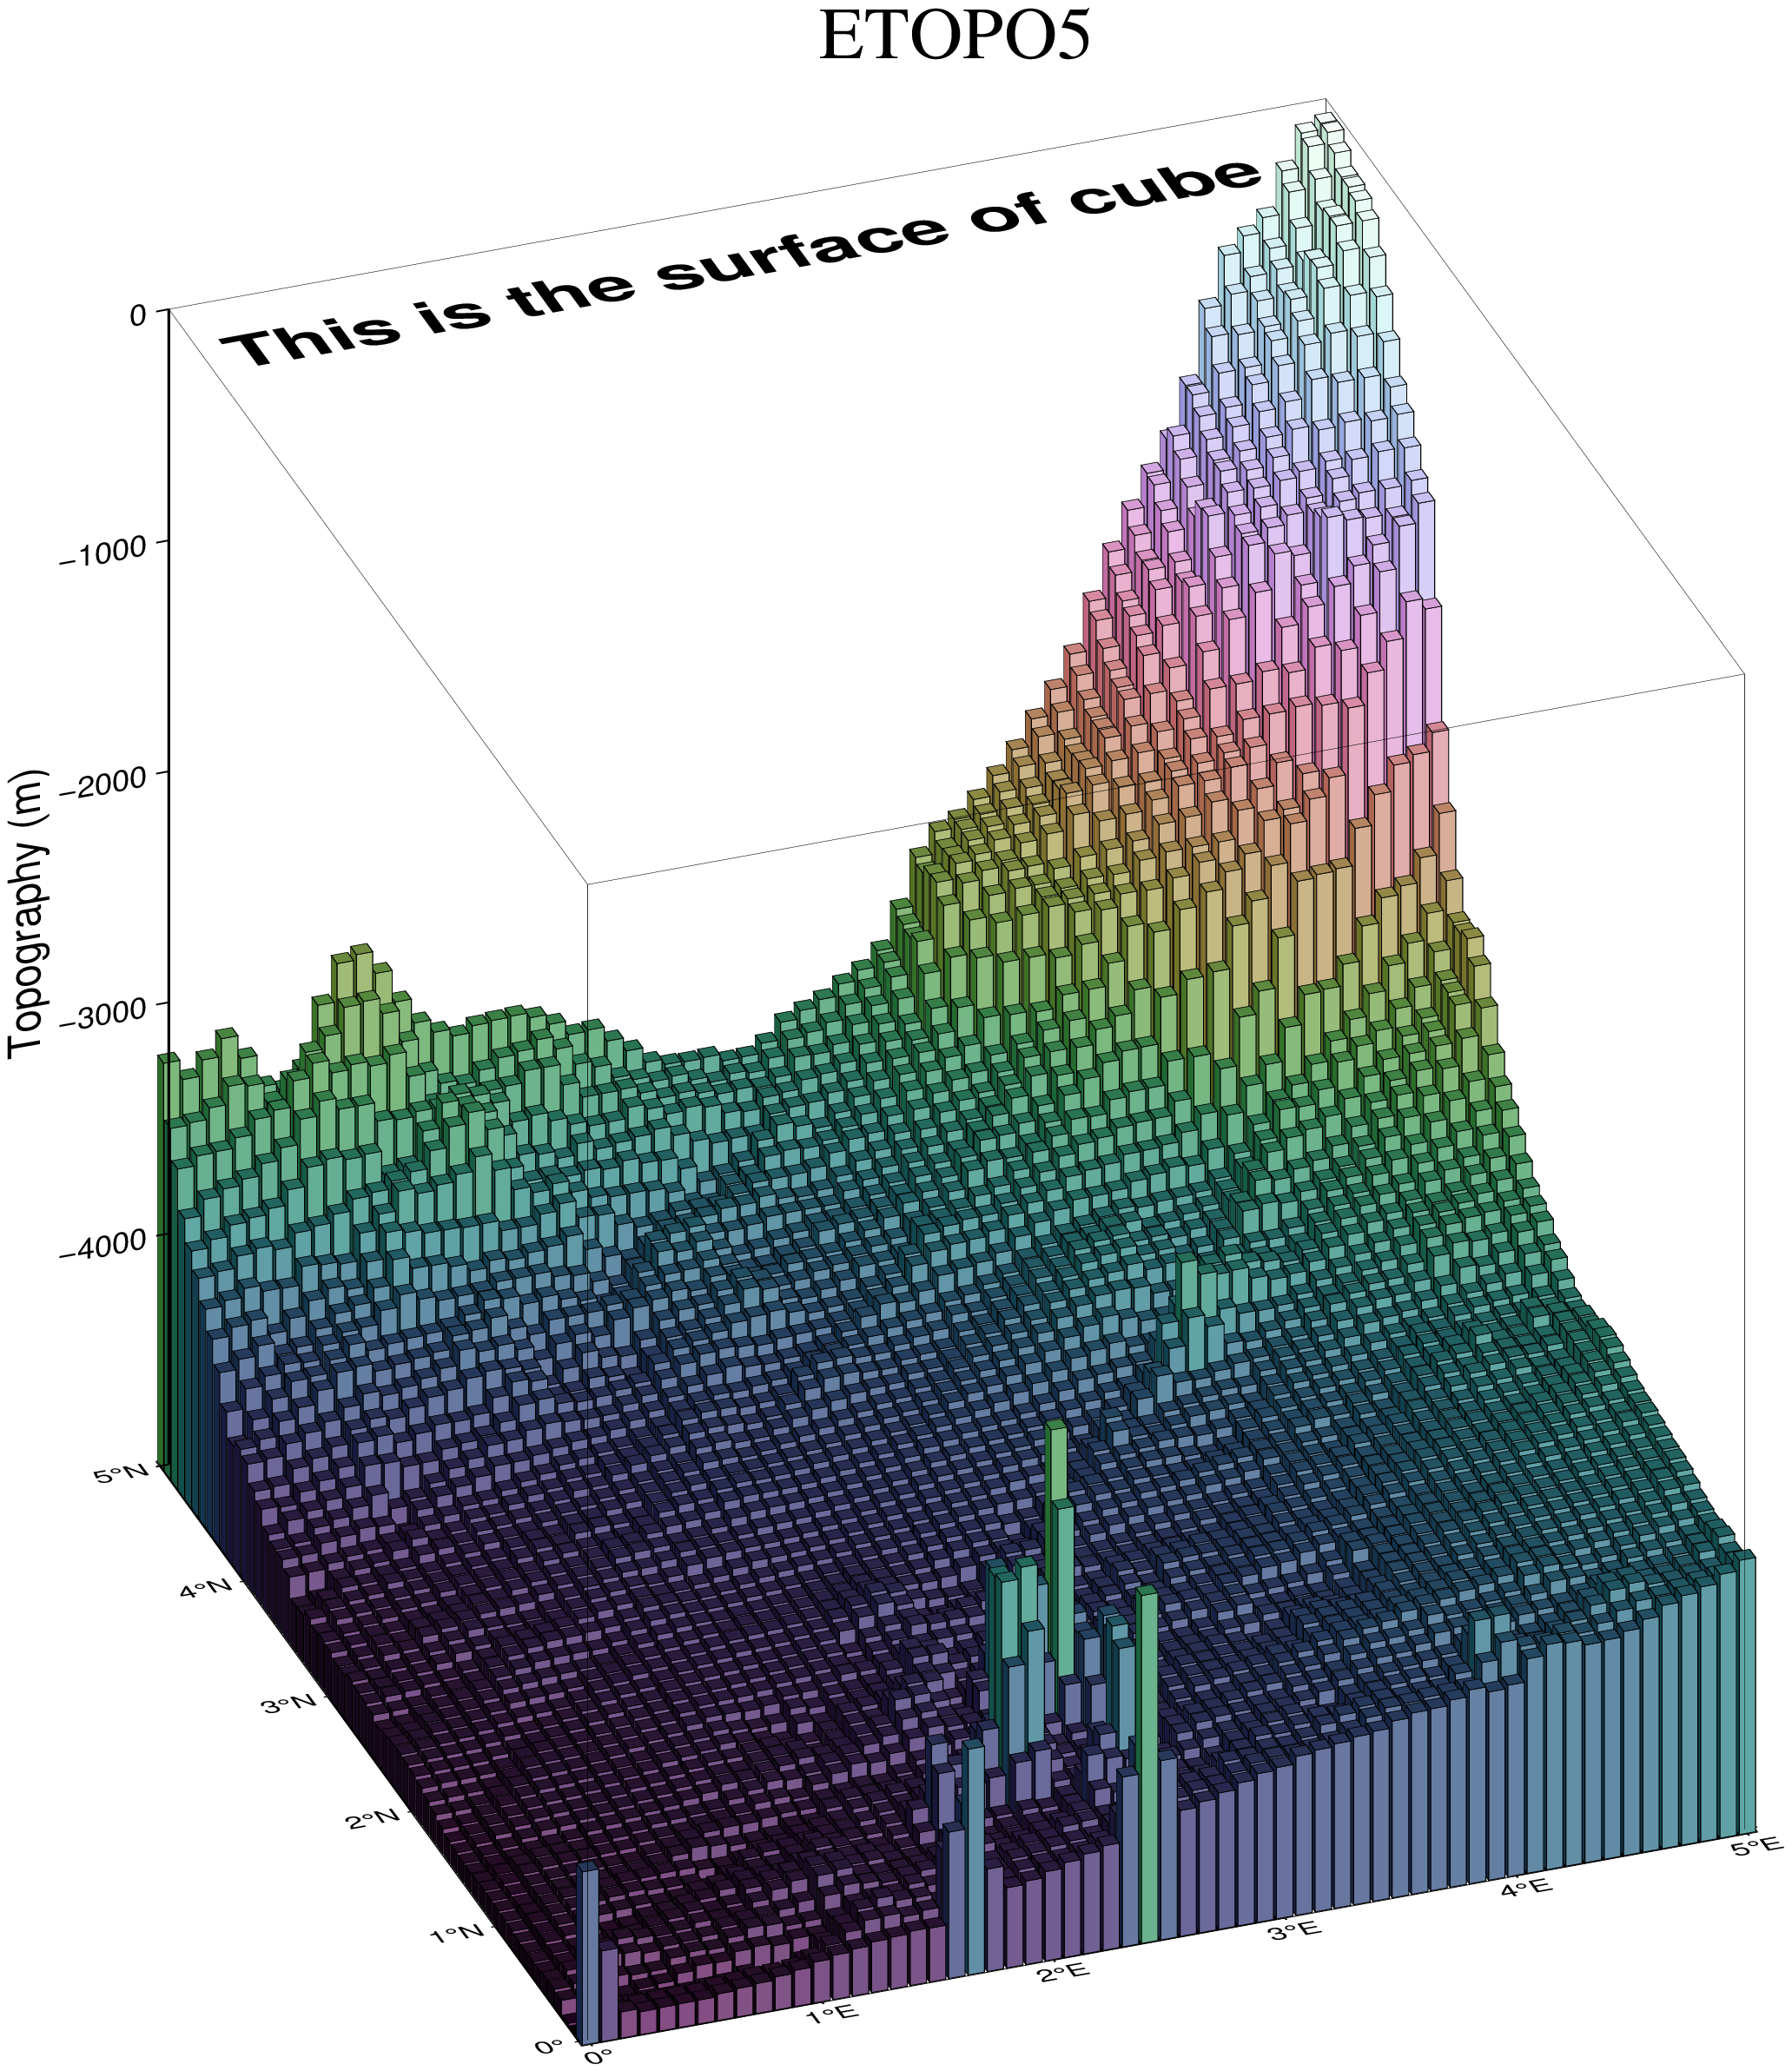 ETOPO5
This is the surface of cube
Topography (m)
0
−1000
−2000
−3000
−4000
5°N
4°N
3°N
2°N
1°N
0°
0°
1°E
2°E
3°E
4°E
5°E